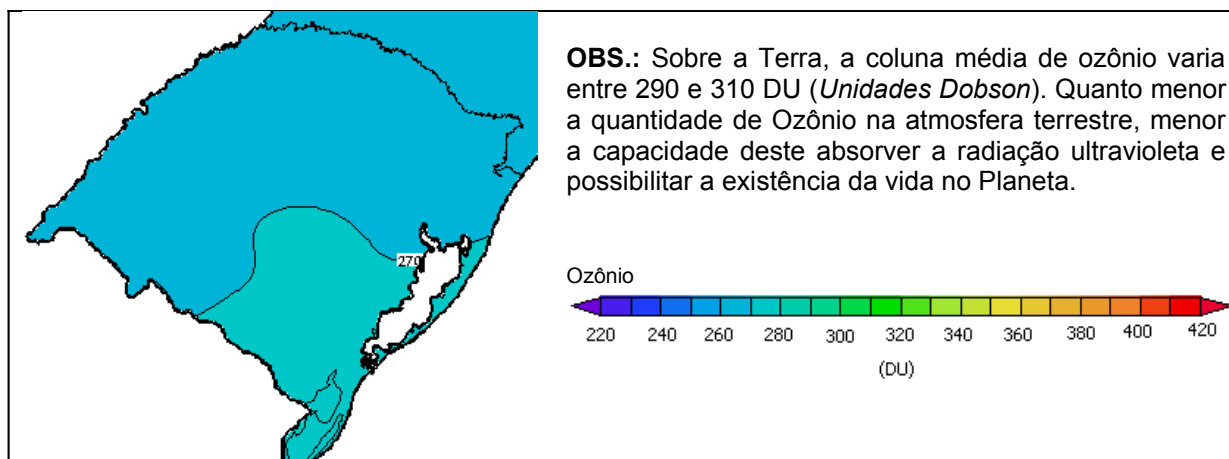 OBS.: Sobre a Terra, a coluna média de ozônio varia
entre 290 e 310 DU (Unidades Dobson). Quanto menor
a quantidade de Ozônio na atmosfera terrestre, menor
a capacidade deste absorver a radiação ultravioleta e
possibilitar a existência da vida no Planeta.
270
Ozônio
220 240 260 280 300 320 340 360 380 400 420
(DU)